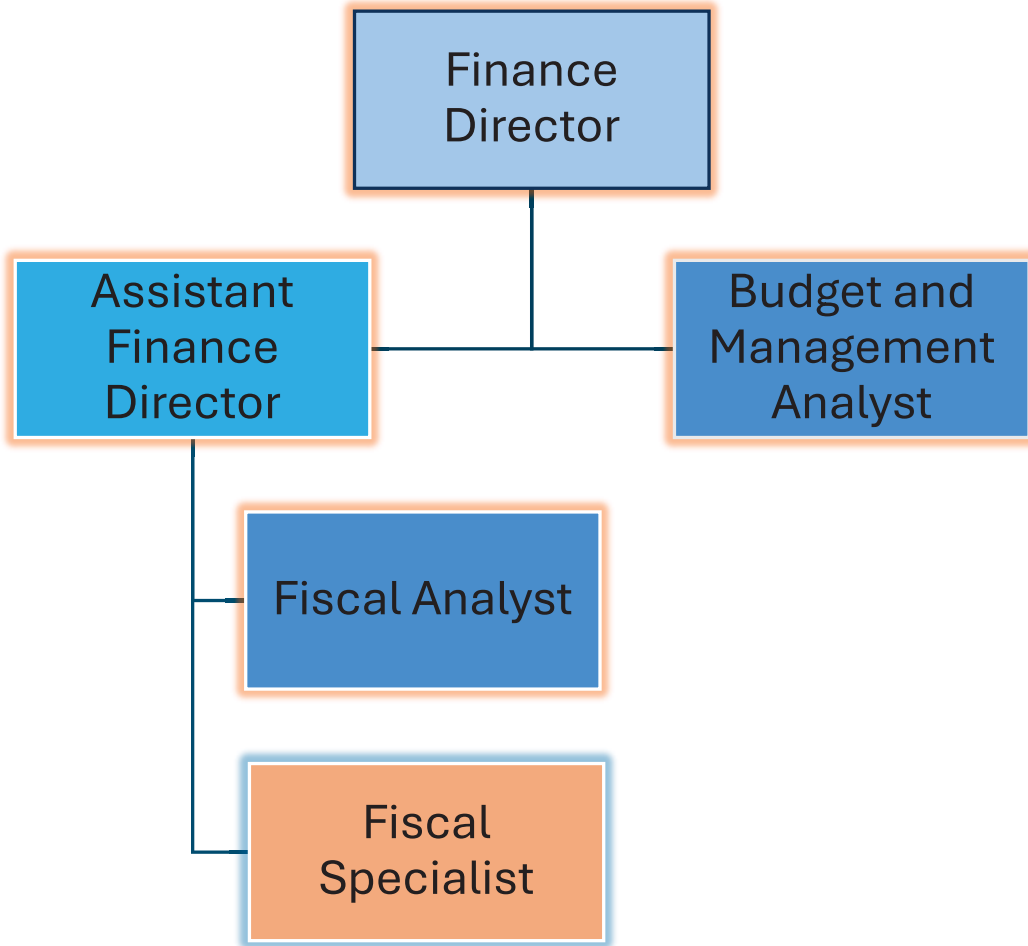 Finance
Director
Assistant
Finance
Director
Budget and
Management
Analyst
Fiscal Analyst
Fiscal
Specialist